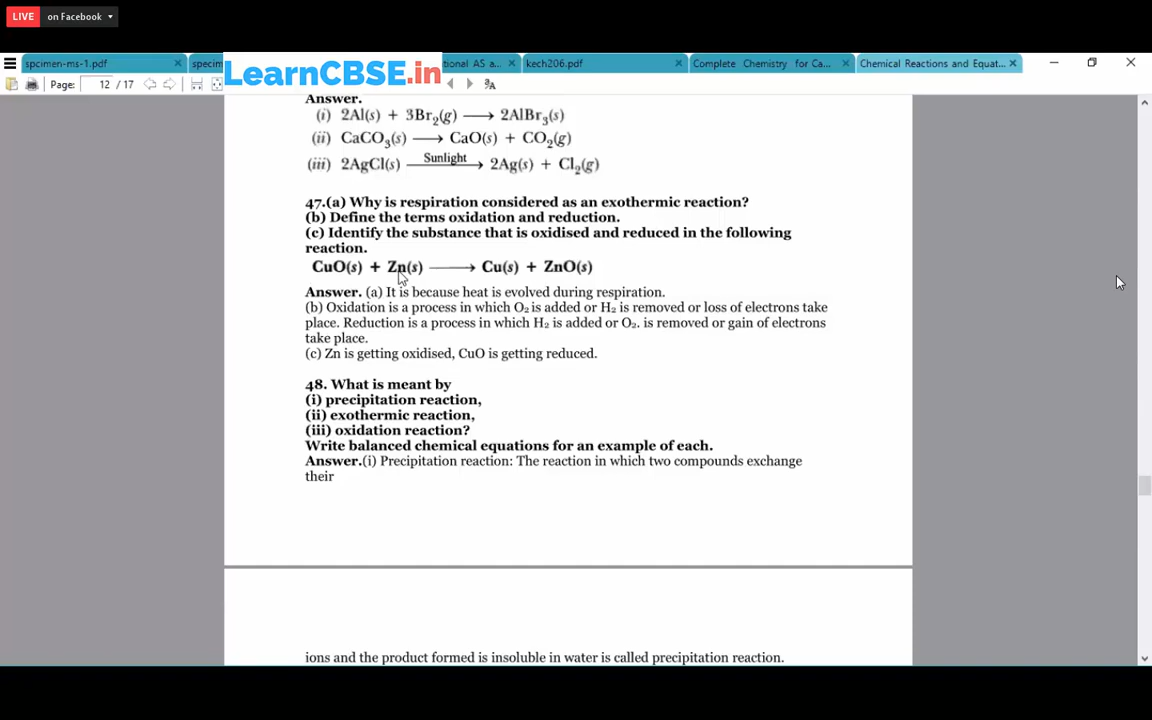 LIVE on Facebook
spcimen-ms-1.pdf
specim
LearnCBSE.in
tional AS a...
kech206.pdf
Complete Chemistry for Ca...
Chemical Reactions and Equat...
Page: 12 / 17
Answer.
(i) 2Al(s) + 3Br₂(g) ⟶ 2AlBr₃(s)
(ii) CaCO₃(s) ⟶ CaO(s) + CO₂(g)
(iii) 2AgCl(s) Sunlight ⟶ 2Ag(s) + Cl₂(g)
47.(a) Why is respiration considered as an exothermic reaction?
(b) Define the terms oxidation and reduction.
(c) Identify the substance that is oxidised and reduced in the following
reaction.
CuO(s) + Zn(s) ⟶ Cu(s) + ZnO(s)
Answer. (a) It is because heat is evolved during respiration.
(b) Oxidation is a process in which O₂ is added or H₂ is removed or loss of electrons take
place. Reduction is a process in which H₂ is added or O₂. is removed or gain of electrons
take place.
(c) Zn is getting oxidised, CuO is getting reduced.
48. What is meant by
(i) precipitation reaction,
(ii) exothermic reaction,
(iii) oxidation reaction?
Write balanced chemical equations for an example of each.
Answer.(i) Precipitation reaction: The reaction in which two compounds exchange
their
ions and the product formed is insoluble in water is called precipitation reaction.